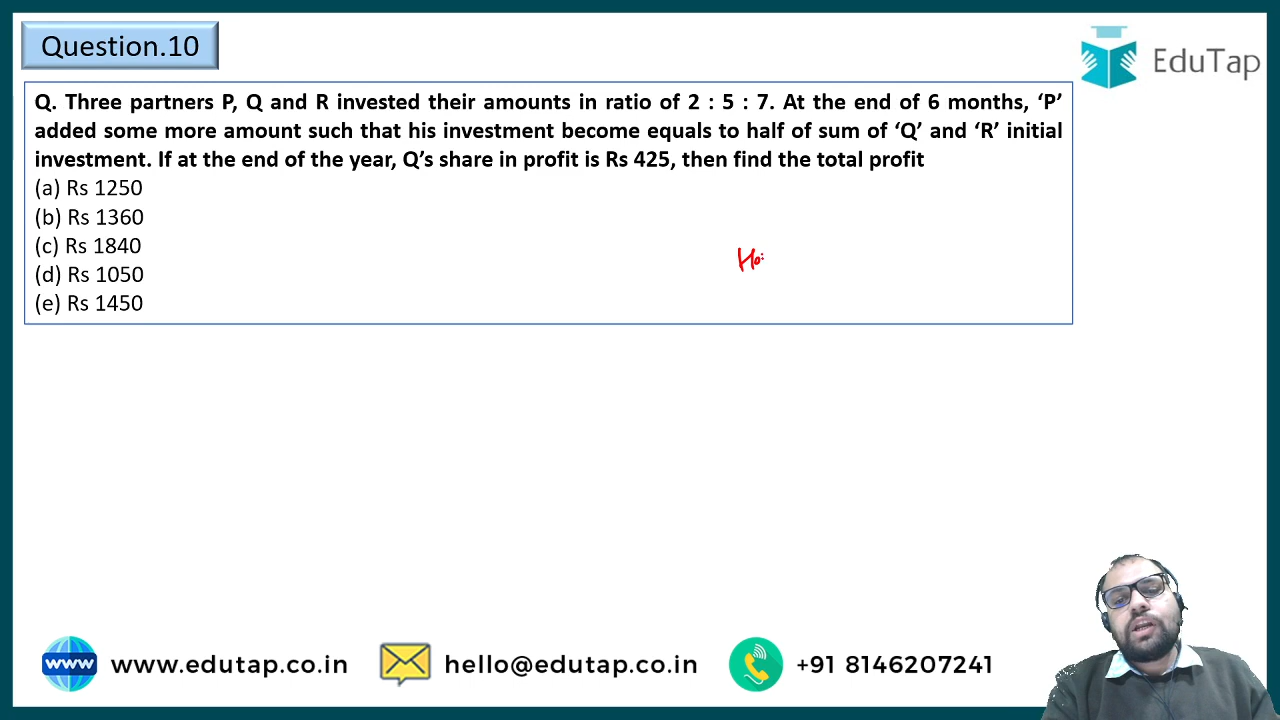 Question.10
EduTap
Q. Three partners P, Q and R invested their amounts in ratio of 2 : 5 : 7. At the end of 6 months, ‘P’
added some more amount such that his investment become equals to half of sum of ‘Q’ and ‘R’ initial
investment. If at the end of the year, Q’s share in profit is Rs 425, then find the total profit
(a) Rs 1250
(b) Rs 1360
(c) Rs 1840
(d) Rs 1050
(e) Rs 1450
www www.edutap.co.in hello@edutap.co.in +91 8146207241